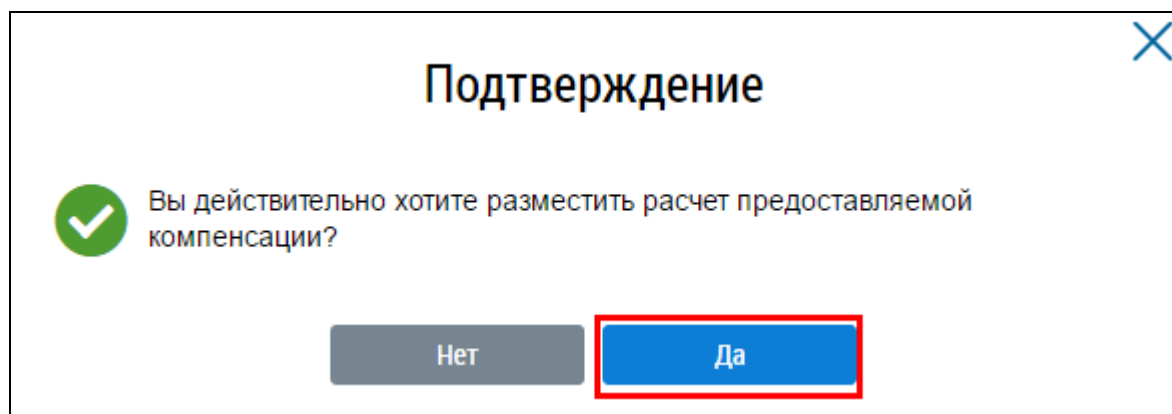 Подтверждение
Вы действительно хотите разместить расчет предоставляемой
компенсации?
Нет
Да